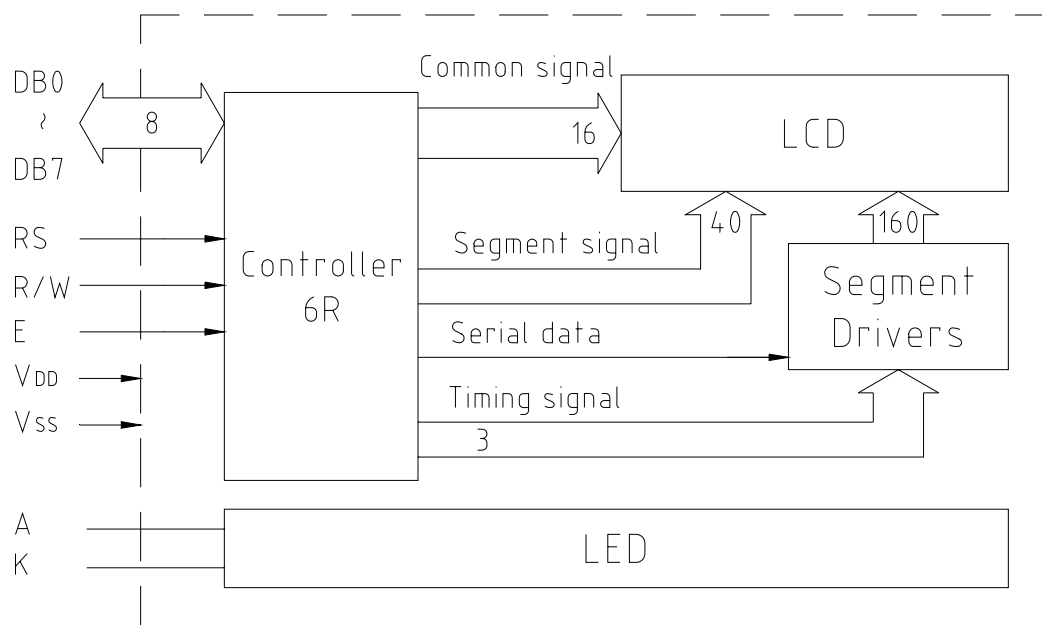 DB0
~
DB7
8
RS
R/W
E
VDD
VSS
A
K
Controller
6R
Common signal
16
LCD
Segment signal
40
160
Segment
Drivers
Serial data
Timing signal
3
LED